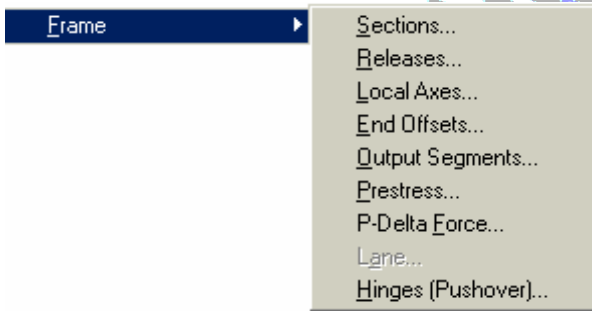 Frame
Sections...
Releases...
Local Axes...
End Offsets...
Output Segments...
Prestress...
P-Delta Force...
Lane...
Hinges (Pushover)...